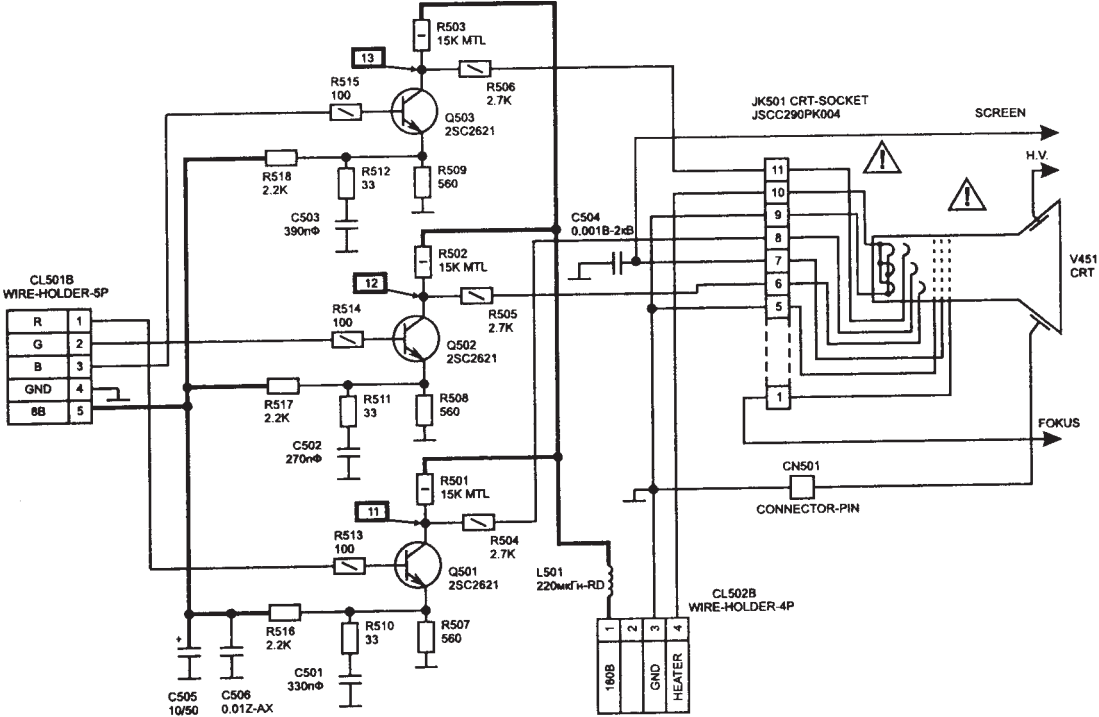 R503
15K MTL
13
R515
100
R506
2.7K
Q503
2SC2621
JK501 CRT-SOCKET
JSCC290PK004
SCREEN
H.V.
R518
2.2K
R512
33
R509
560
C503
390пФ
11
10
9
8
7
6
5
1
C504
0.001В-2кВ
R502
15K MTL
12
V451
CRT
CL501B
WIRE-HOLDER-5P
R 1
G 2
B 3
GND 4
8В 5
R514
100
R505
2.7K
Q502
2SC2621
R517
2.2K
R511
33
R508
560
C502
270пФ
FOKUS
CN501
CONNECTOR-PIN
R501
15K MTL
11
R513
100
R504
2.7K
Q501
2SC2621
L501
220мкГн-RD
CL502B
WIRE-HOLDER-4P
R516
2.2K
R510
33
R507
560
C501
330пФ
1 2 3 4
160В GND HEATER
+
C505
10/50
C506
0.01Z-AX